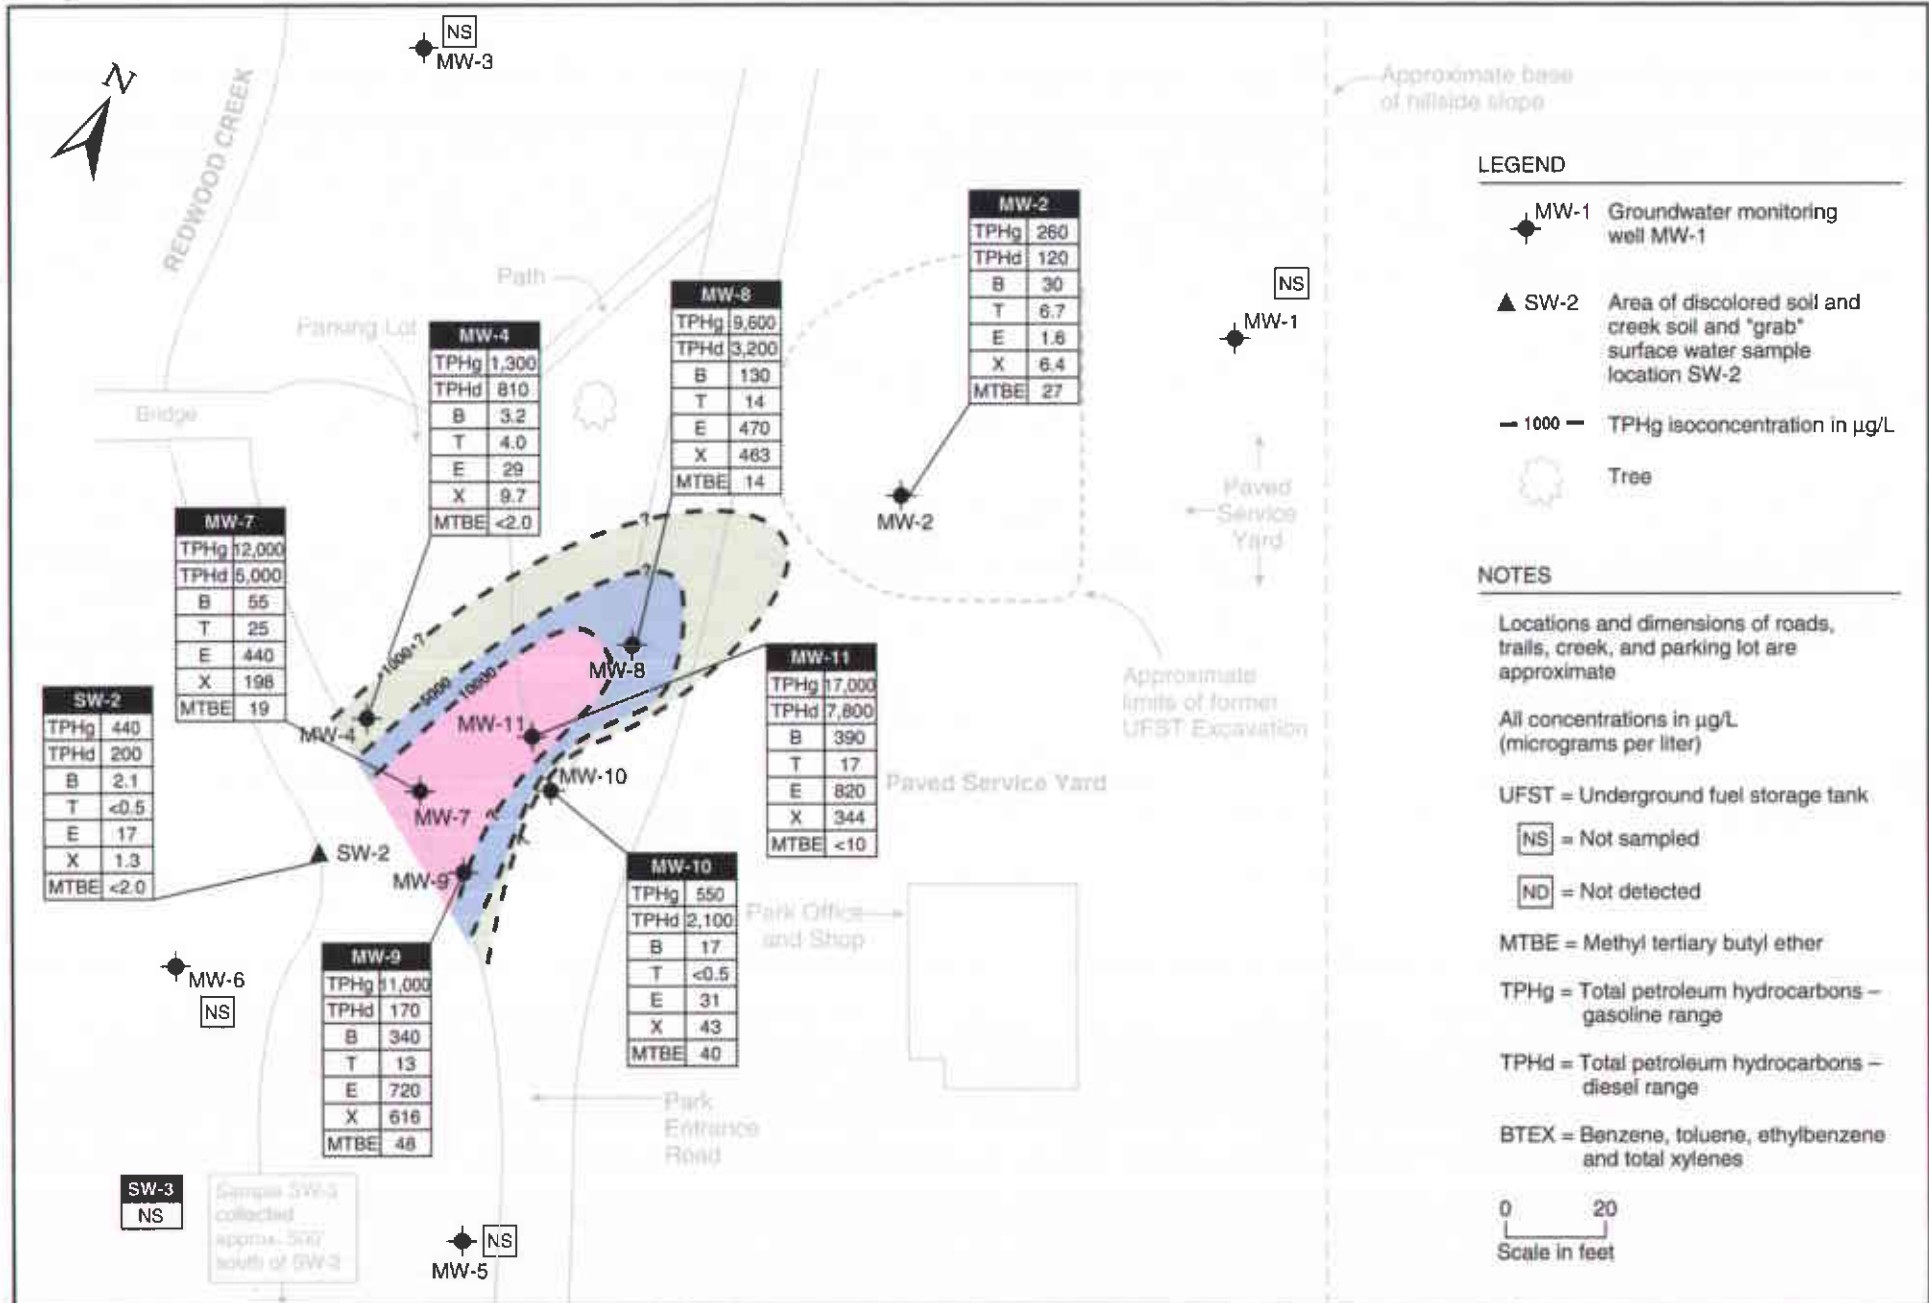 N
REDWOOD CREEK
NS
MW-3
Approximate base
of hillside slope
Path
Parking Lot
Bridge
MW-2
TPHg 260
TPHd 120
B 30
T 6.7
E 1.6
X 6.4
MTBE 27
MW-2
NS
MW-1
MW-8
TPHg 9,600
TPHd 3,200
B 130
T 14
E 470
X 463
MTBE 14
MW-8
MW-4
TPHg 1,300
TPHd 810
B 3.2
T 4.0
E 29
X 9.7
MTBE <2.0
MW-4
MW-7
TPHg 12,000
TPHd 5,000
B 55
T 25
E 440
X 198
MTBE 19
MW-7
Paved
Service
Yard
?
?
1000
?
5000
10000
?
MW-11
TPHg 17,000
TPHd 7,800
B 390
T 17
E 820
X 344
MTBE <10
MW-11
Approximate
limits of former
UFST Excavation
Paved Service Yard
SW-2
TPHg 440
TPHd 200
B 2.1
T <0.5
E 17
X 1.3
MTBE <2.0
SW-2
MW-10
MW-10
TPHg 550
TPHd 2,100
B 17
T <0.5
E 31
X 43
MTBE 40
MW-9
MW-9
TPHg 11,000
TPHd 170
B 340
T 13
E 720
X 616
MTBE 48
Park Office
and Shop
MW-6
NS
Park
Entrance
Road
SW-3
NS
Sample SW-3
collected
approx. 500'
south of SW-2
NS
MW-5
LEGEND
MW-1 Groundwater monitoring
well MW-1
SW-2 Area of discolored soil and
creek soil and "grab"
surface water sample
location SW-2
1000 TPHg isoconcentration in µg/L
Tree
NOTES
Locations and dimensions of roads,
trails, creek, and parking lot are
approximate
All concentrations in µg/L
(micrograms per liter)
UFST = Underground fuel storage tank
NS = Not sampled
ND = Not detected
MTBE = Methyl tertiary butyl ether
TPHg = Total petroleum hydrocarbons –
gasoline range
TPHd = Total petroleum hydrocarbons –
diesel range
BTEX = Benzene, toluene, ethylbenzene
and total xylenes
0 20
Scale in feet